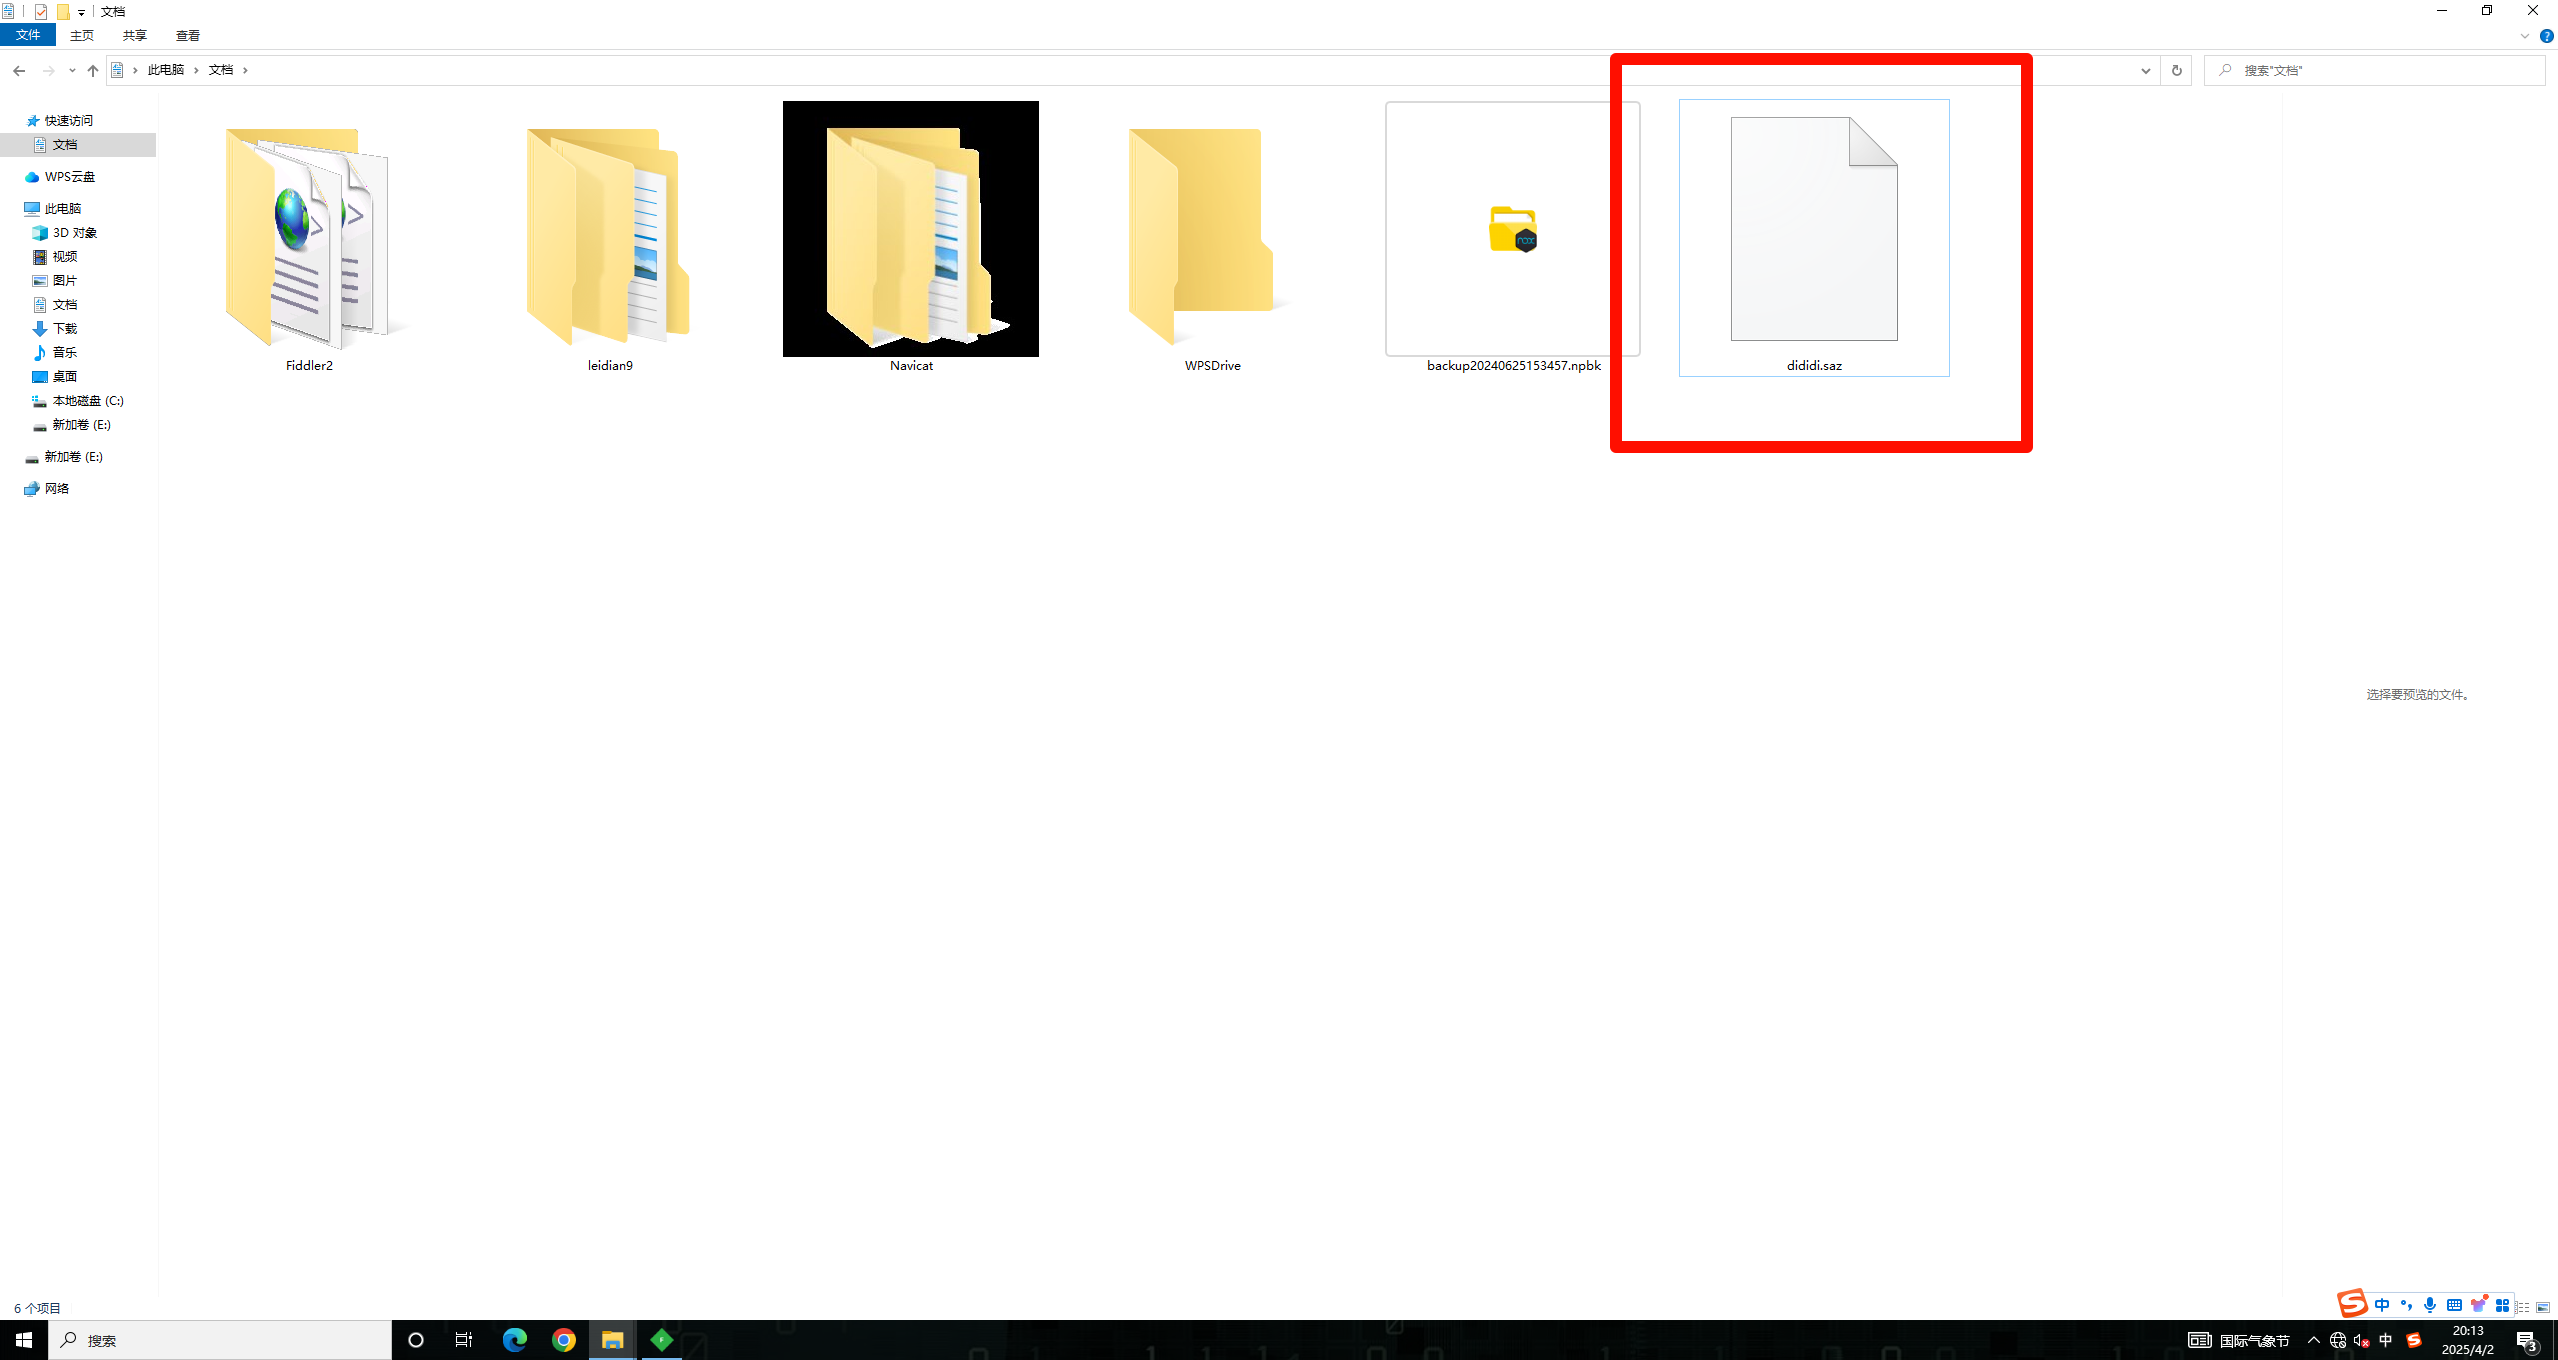 文档
文件 主页 共享 查看
此电脑 文档
搜索"文档"
快速访问
文档
WPS云盘
此电脑
3D 对象
视频
图片
文档
下载
音乐
桌面
本地磁盘 (C:)
新加卷 (E:)
新加卷 (E:)
网络
Fiddler2
leidian9
Navicat
WPSDrive
nox
backup20240625153457.npbk
dididi.saz
选择要预览的文件。
6 个项目
中
搜索
国际气象节
中
20:13
2025/4/2
3